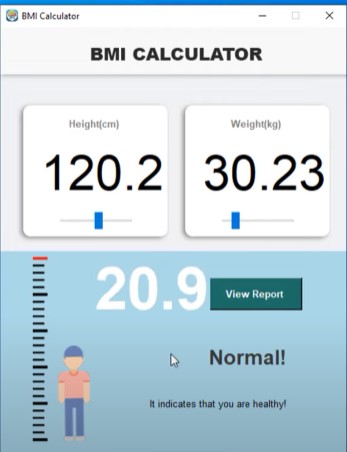 BMI Calculator
BMI CALCULATOR
Height(cm) Weight(kg)
120.2 30.23
20.9
View Report
Normal!
It indicates that you are healthy!